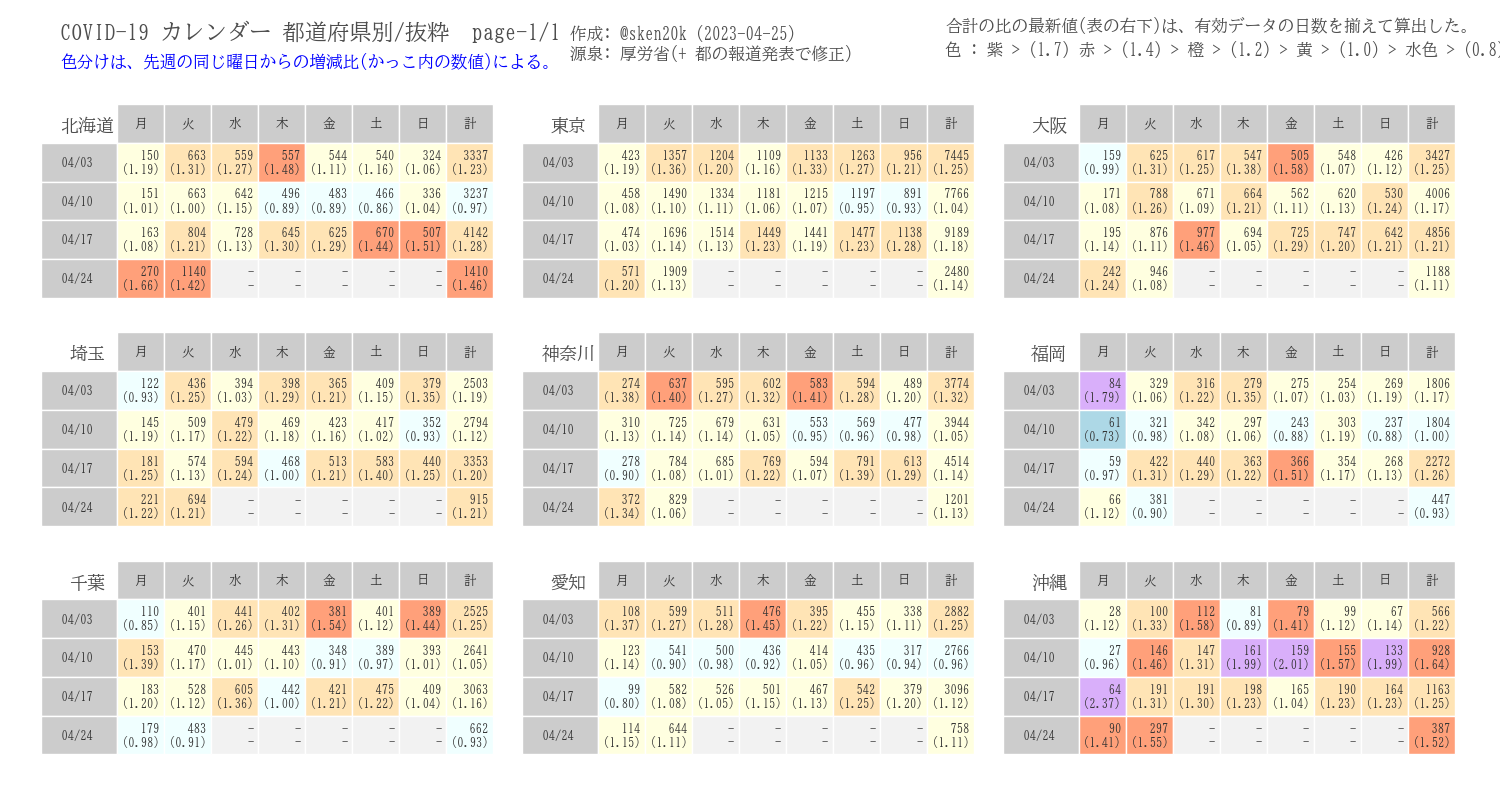 COVID-19 カレンダー 都道府県別/抜粋 page-1/1
作成: @sken20k (2023-04-25)
源泉: 厚労省(+ 都の報道発表で修正)
色分けは、先週の同じ曜日からの増減比(かっこ内の数値)による。
合計の比の最新値(表の右下)は、有効データの日数を揃えて算出した。
色 : 紫 > (1.7) 赤 > (1.4) > 橙 > (1.2) > 黄 > (1.0) > 水色 > (0.8)
北海道 月 火 水 木 金 土 日 計
04/03 150 663 559 557 544 540 324 3337
(1.19) (1.31) (1.27) (1.48) (1.11) (1.16) (1.06) (1.23)
04/10 151 663 642 496 483 466 336 3237
(1.01) (1.00) (1.15) (0.89) (0.89) (0.86) (1.04) (0.97)
04/17 163 804 728 645 625 670 507 4142
(1.08) (1.21) (1.13) (1.30) (1.29) (1.44) (1.51) (1.28)
04/24 270 1140 - - - - - 1410
(1.66) (1.42) - - - - - (1.46)
東京 月 火 水 木 金 土 日 計
04/03 423 1357 1204 1109 1133 1263 956 7445
(1.19) (1.36) (1.20) (1.16) (1.33) (1.27) (1.21) (1.25)
04/10 458 1490 1334 1181 1215 1197 891 7766
(1.08) (1.10) (1.11) (1.06) (1.07) (0.95) (0.93) (1.04)
04/17 474 1696 1514 1449 1441 1477 1138 9189
(1.03) (1.14) (1.13) (1.23) (1.19) (1.23) (1.28) (1.18)
04/24 571 1909 - - - - - 2480
(1.20) (1.13) - - - - - (1.14)
大阪 月 火 水 木 金 土 日 計
04/03 159 625 617 547 505 548 426 3427
(0.99) (1.31) (1.25) (1.38) (1.58) (1.07) (1.12) (1.25)
04/10 171 788 671 664 562 620 530 4006
(1.08) (1.26) (1.09) (1.21) (1.11) (1.13) (1.24) (1.17)
04/17 195 876 977 694 725 747 642 4856
(1.14) (1.11) (1.46) (1.05) (1.29) (1.20) (1.21) (1.21)
04/24 242 946 - - - - - 1188
(1.24) (1.08) - - - - - (1.11)
埼玉 月 火 水 木 金 土 日 計
04/03 122 436 394 398 365 409 379 2503
(0.93) (1.25) (1.03) (1.29) (1.21) (1.15) (1.35) (1.19)
04/10 145 509 479 469 423 417 352 2794
(1.19) (1.17) (1.22) (1.18) (1.16) (1.02) (0.93) (1.12)
04/17 181 574 594 468 513 583 440 3353
(1.25) (1.13) (1.24) (1.00) (1.21) (1.40) (1.25) (1.20)
04/24 221 694 - - - - - 915
(1.22) (1.21) - - - - - (1.21)
神奈川 月 火 水 木 金 土 日 計
04/03 274 637 595 602 583 594 489 3774
(1.38) (1.40) (1.27) (1.32) (1.41) (1.28) (1.20) (1.32)
04/10 310 725 679 631 553 569 477 3944
(1.13) (1.14) (1.14) (1.05) (0.95) (0.96) (0.98) (1.05)
04/17 278 784 685 769 594 791 613 4514
(0.90) (1.08) (1.01) (1.22) (1.07) (1.39) (1.29) (1.14)
04/24 372 829 - - - - - 1201
(1.34) (1.06) - - - - - (1.13)
福岡 月 火 水 木 金 土 日 計
04/03 84 329 316 279 275 254 269 1806
(1.79) (1.06) (1.22) (1.35) (1.07) (1.03) (1.19) (1.17)
04/10 61 321 342 297 243 303 237 1804
(0.73) (0.98) (1.08) (1.06) (0.88) (1.19) (0.88) (1.00)
04/17 59 422 440 363 366 354 268 2272
(0.97) (1.31) (1.29) (1.22) (1.51) (1.17) (1.13) (1.26)
04/24 66 381 - - - - - 447
(1.12) (0.90) - - - - - (0.93)
千葉 月 火 水 木 金 土 日 計
04/03 110 401 441 402 381 401 389 2525
(0.85) (1.15) (1.26) (1.31) (1.54) (1.12) (1.44) (1.25)
04/10 153 470 445 443 348 389 393 2641
(1.39) (1.17) (1.01) (1.10) (0.91) (0.97) (1.01) (1.05)
04/17 183 528 605 442 421 475 409 3063
(1.20) (1.12) (1.36) (1.00) (1.21) (1.22) (1.04) (1.16)
04/24 179 483 - - - - - 662
(0.98) (0.91) - - - - - (0.93)
愛知 月 火 水 木 金 土 日 計
04/03 108 599 511 476 395 455 338 2882
(1.37) (1.27) (1.28) (1.45) (1.22) (1.15) (1.11) (1.25)
04/10 123 541 500 436 414 435 317 2766
(1.14) (0.90) (0.98) (0.92) (1.05) (0.96) (0.94) (0.96)
04/17 99 582 526 501 467 542 379 3096
(0.80) (1.08) (1.05) (1.15) (1.13) (1.25) (1.20) (1.12)
04/24 114 644 - - - - - 758
(1.15) (1.11) - - - - - (1.11)
沖縄 月 火 水 木 金 土 日 計
04/03 28 100 112 81 79 99 67 566
(1.12) (1.33) (1.58) (0.89) (1.41) (1.12) (1.14) (1.22)
04/10 27 146 147 161 159 155 133 928
(0.96) (1.46) (1.31) (1.99) (2.01) (1.57) (1.99) (1.64)
04/17 64 191 191 198 165 190 164 1163
(2.37) (1.31) (1.30) (1.23) (1.04) (1.23) (1.23) (1.25)
04/24 90 297 - - - - - 387
(1.41) (1.55) - - - - - (1.52)